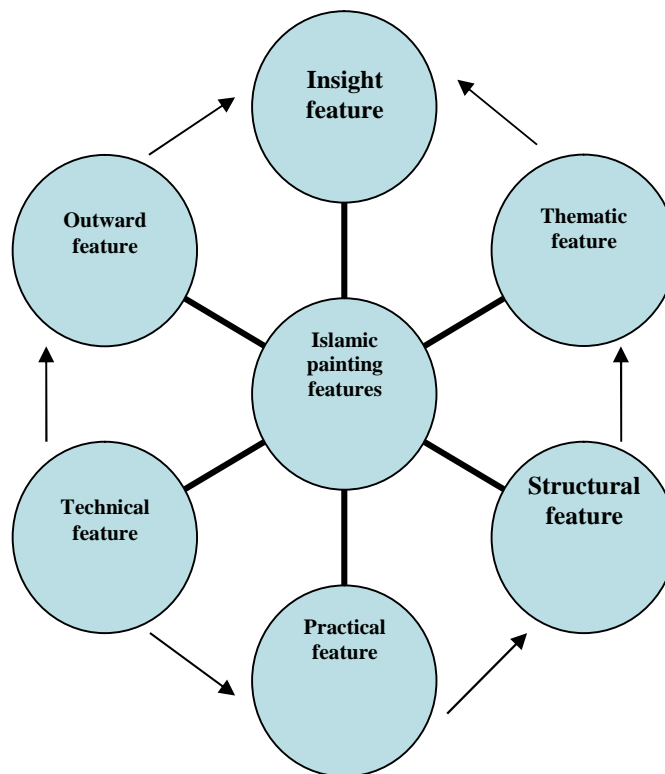 Insight
feature
Outward
feature
Thematic
feature
Islamic
painting
features
Technical
feature
Structural
feature
Practical
feature